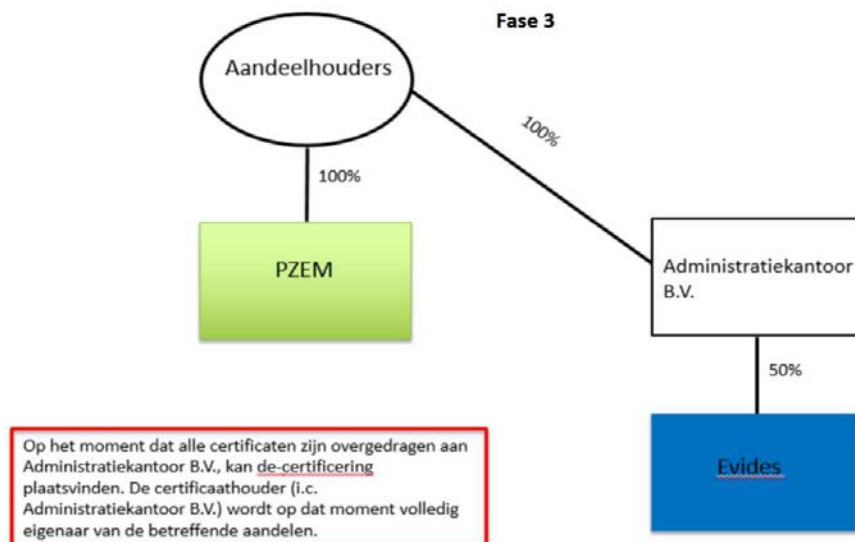 Fase 3
Aandeelhouders
100%
100%
PZEM
Administratiekantoor
B.V.
50%
Evides
Op het moment dat alle certificaten zijn overgedragen aan
Administratiekantoor B.V., kan de-certificering
plaatsvinden. De certificaathouder (i.c.
Administratiekantoor B.V.) wordt op dat moment volledig
eigenaar van de betreffende aandelen.